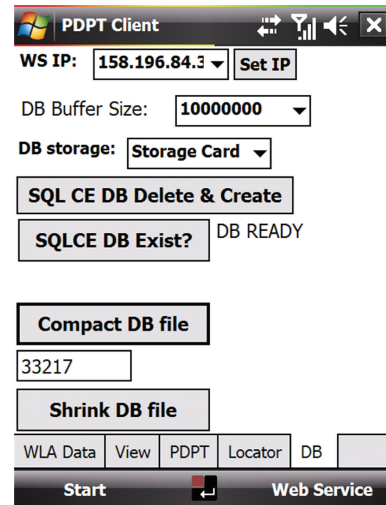 PDPT Client
WS IP: 158.196.84.3 Set IP
DB Buffer Size: 10000000
DB storage: Storage Card
SQL CE DB Delete & Create
SQLCE DB Exist? DB READY
Compact DB file
33217
Shrink DB file
WLA Data View PDPT Locator DB
Start Web Service